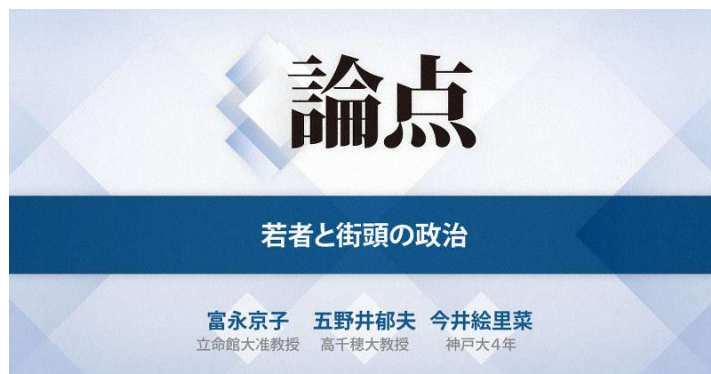 論点
若者と街頭の政治
富永京子 五野井郁夫 今井絵里菜
立命館大准教授 高千穂大教授 神戸大4年